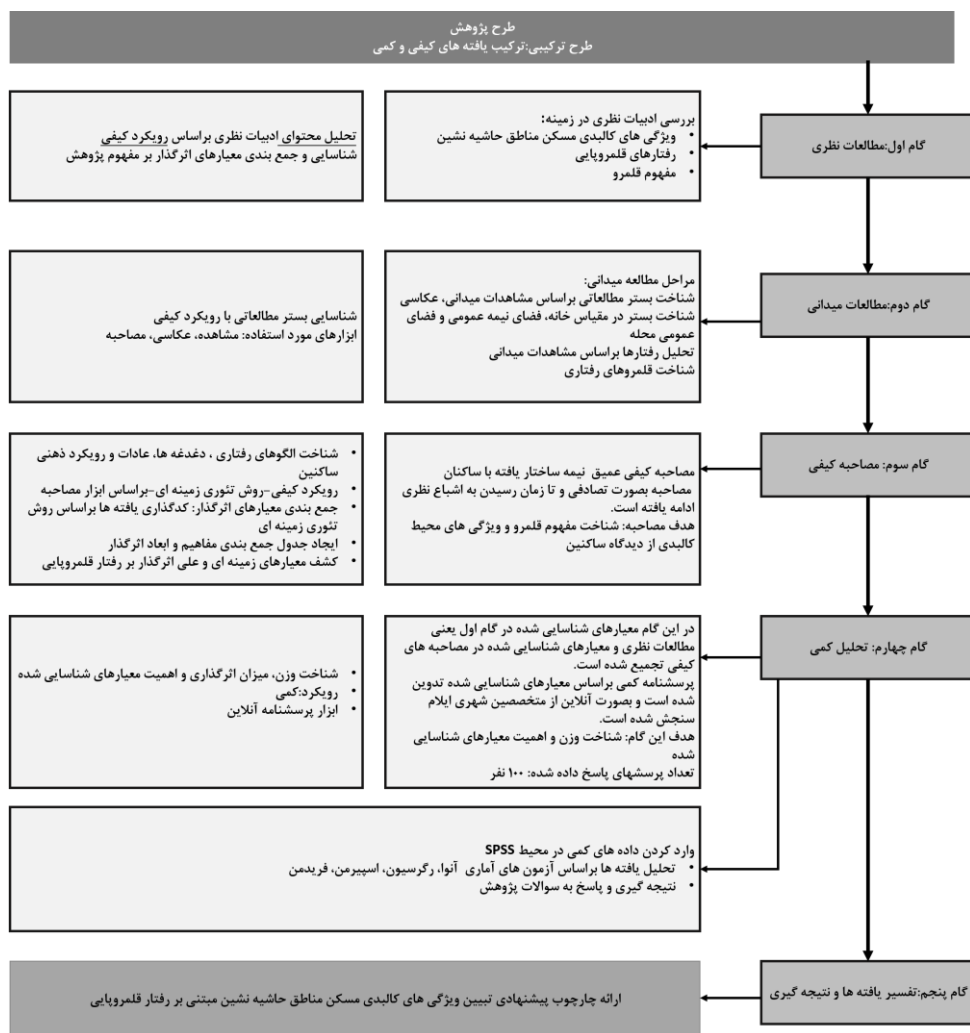 طرح پژوهش
طرح ترکیبی:ترکیب یافته های کیفی و کمی
گام اول:مطالعات نظری
بررسی ادبیات نظری در زمینه:
• ویژگی های کالبدی مسکن مناطق حاشیه نشین
• رفتارهای قلمروپایی
• مفهوم قلمرو
تحلیل محتوای ادبیات نظری براساس رویکرد کیفی
شناسایی و جمع بندی معیارهای اثرگذار بر مفهوم پژوهش
گام دوم:مطالعات میدانی
مراحل مطالعه میدانی:
شناخت بستر مطالعاتی براساس مشاهدات میدانی، عکاسی
شناخت بستر در مقیاس خانه، فضای نیمه عمومی و فضای
عمومی محله
تحلیل رفتارها براساس مشاهدات میدانی
شناخت قلمروهای رفتاری
شناسایی بستر مطالعاتی با رویکرد کیفی
ابزارهای مورد استفاده: مشاهده، عکاسی، مصاحبه
گام سوم: مصاحبه کیفی
مصاحبه کیفی عمیق نیمه ساختار یافته با ساکنان
مصاحبه بصورت تصادفی و تا زمان رسیدن به اشباع نظری
ادامه یافته است.
هدف مصاحبه: شناخت مفهوم قلمرو و ویژگی های محیط
کالبدی از دیدگاه ساکنین
• شناخت الگوهای رفتاری ، دغدغه ها، عادات و رویکرد ذهنی
ساکنین
• رویکرد کیفی-روش تئوری زمینه ای-براساس ابزار مصاحبه
• جمع بندی معیارهای اثرگذار: کدگذاری یافته ها براساس روش
تئوری زمینه ای
• ایجاد جدول جمع بندی مفاهیم و ابعاد اثرگذار
• کشف معیارهای زمینه ای و علی اثرگذار بر رفتار قلمروپایی
گام چهارم: تحلیل کمی
در این گام معیارهای شناسایی شده در گام اول یعنی
مطالعات نظری و معیارهای شناسایی شده در مصاحبه های
کیفی تجمیع شده است.
پرسشنامه کمی براساس معیارهای شناسایی شده تدوین
شده است و بصورت آنلاین از متخصصین شهری ایلام
سنجش شده است.
هدف این گام: شناخت وزن و اهمیت معیارهای شناسایی
شده
تعداد پرسشهای پاسخ داده شده: ۱۰۰ نفر
• شناخت وزن، میزان اثرگذاری و اهمیت معیارهای شناسایی شده
• رویکرد:کمی
• ابزار پرسشنامه آنلاین
وارد کردن داده های کمی در محیط SPSS
• تحلیل یافته ها براساس آزمون های آماری آنوا، رگرسیون، اسپیرمن، فریدمن
• نتیجه گیری و پاسخ به سوالات پژوهش
گام پنجم:تفسیر یافته ها و نتیجه گیری
ارائه چارچوب پیشنهادی تبیین ویژگی های کالبدی مسکن مناطق حاشیه نشین مبتنی بر رفتار قلمروپایی